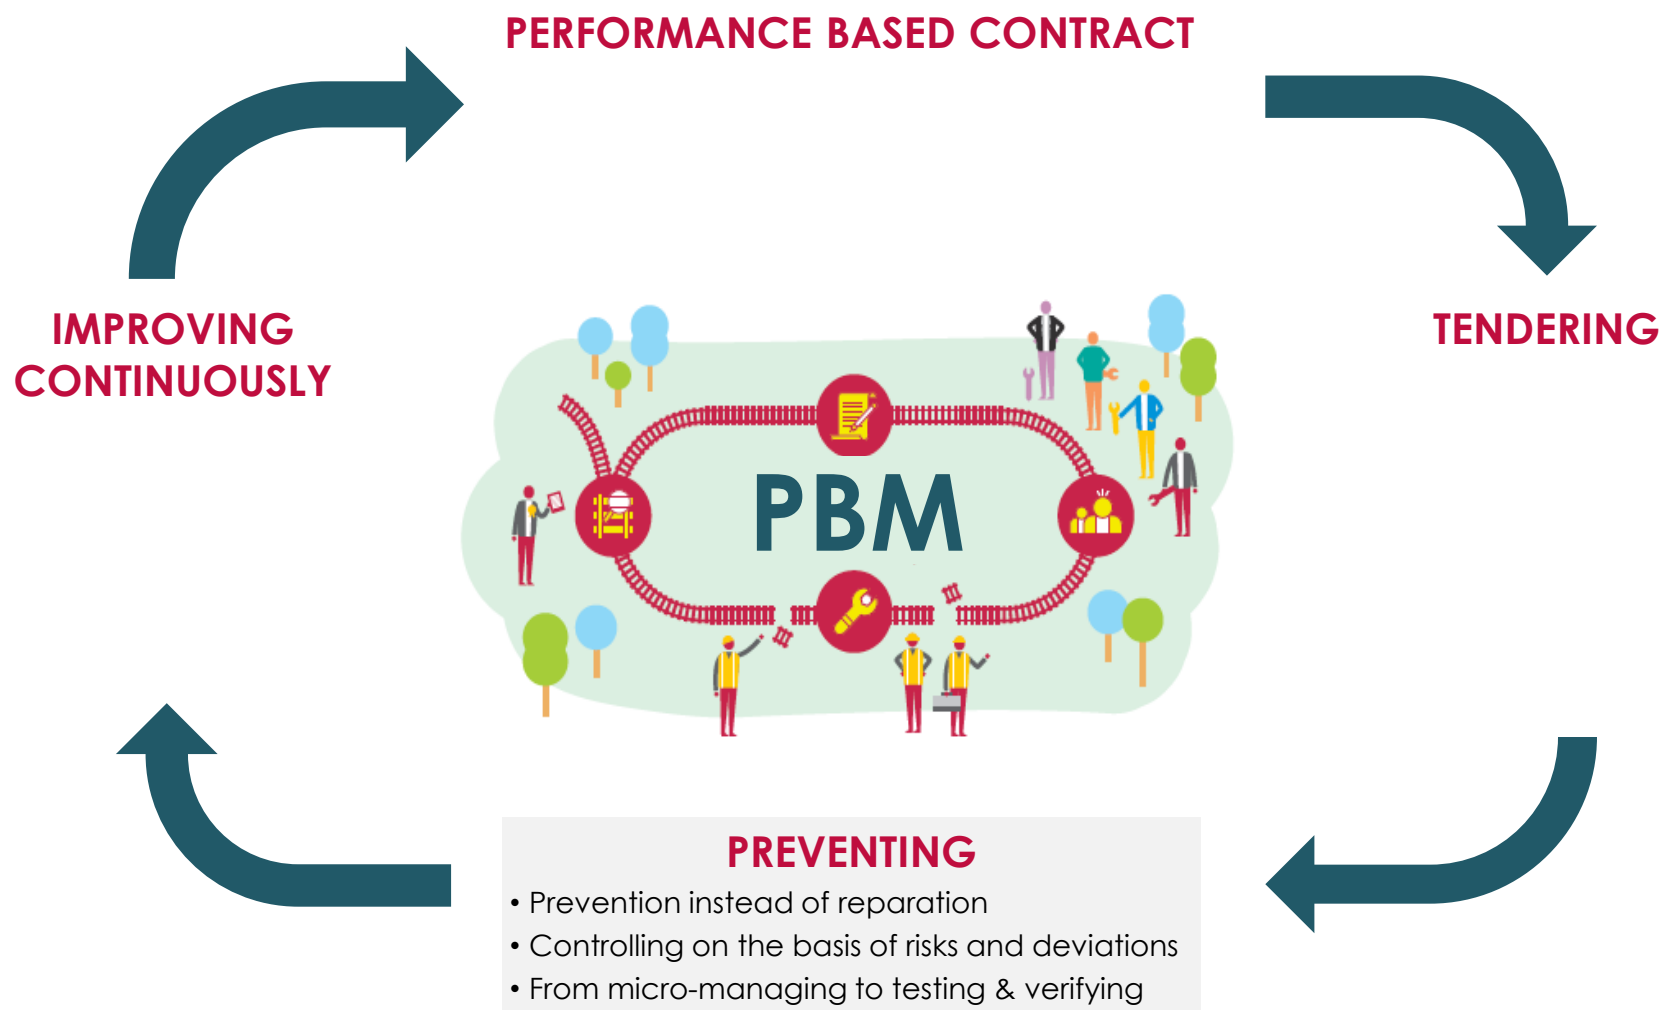 PERFORMANCE BASED CONTRACT
IMPROVING
CONTINUOUSLY
TENDERING
PBM
PREVENTING
• Prevention instead of reparation
• Controlling on the basis of risks and deviations
• From micro-managing to testing & verifying